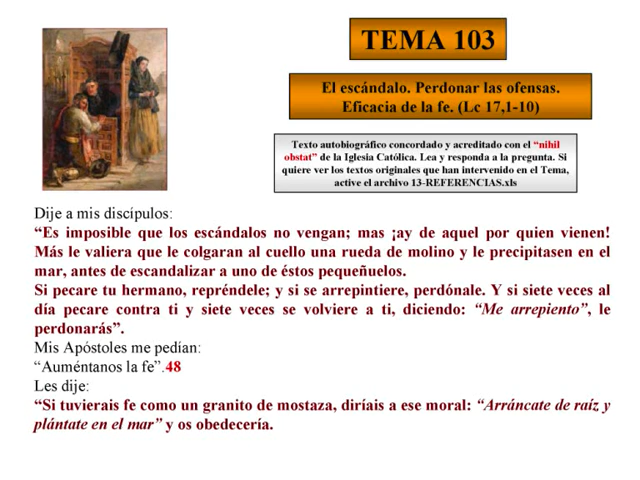 TEMA 103
El escándalo. Perdonar las ofensas.
Eficacia de la fe. (Lc 17,1-10)
Texto autobiográfico concordado y acreditado con el “nihil
obstat” de la Iglesia Católica. Lea y responda a la pregunta. Si
quiere ver los textos originales que han intervenido en el Tema,
active el archivo 13-REFERENCIAS.xls
Dije a mis discípulos:
“Es imposible que los escándalos no vengan; mas ¡ay de aquel por quien vienen!
Más le valiera que le colgaran al cuello una rueda de molino y le precipitasen en el
mar, antes de escandalizar a uno de éstos pequeñuelos.
Si pecare tu hermano, repréndele; y si se arrepintiere, perdónale. Y si siete veces al
día pecare contra ti y siete veces se volviere a ti, diciendo: “Me arrepiento”, le
perdonarás”.
Mis Apóstoles me pedían:
“Auméntanos la fe”.48
Les dije:
“Si tuvierais fe como un granito de mostaza, diríais a ese moral: “Arráncate de raíz y
plántate en el mar” y os obedecería.